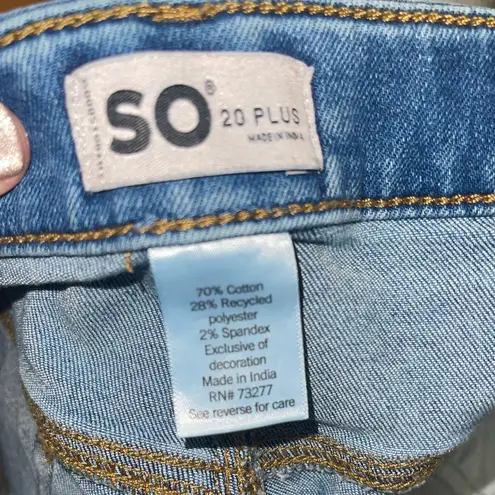 SO®
20 PLUS
MADE IN INDIA
70% Cotton
28% Recycled
polyester
2% Spandex
Exclusive of
decoration
Made in India
RN# 73277
See reverse for care